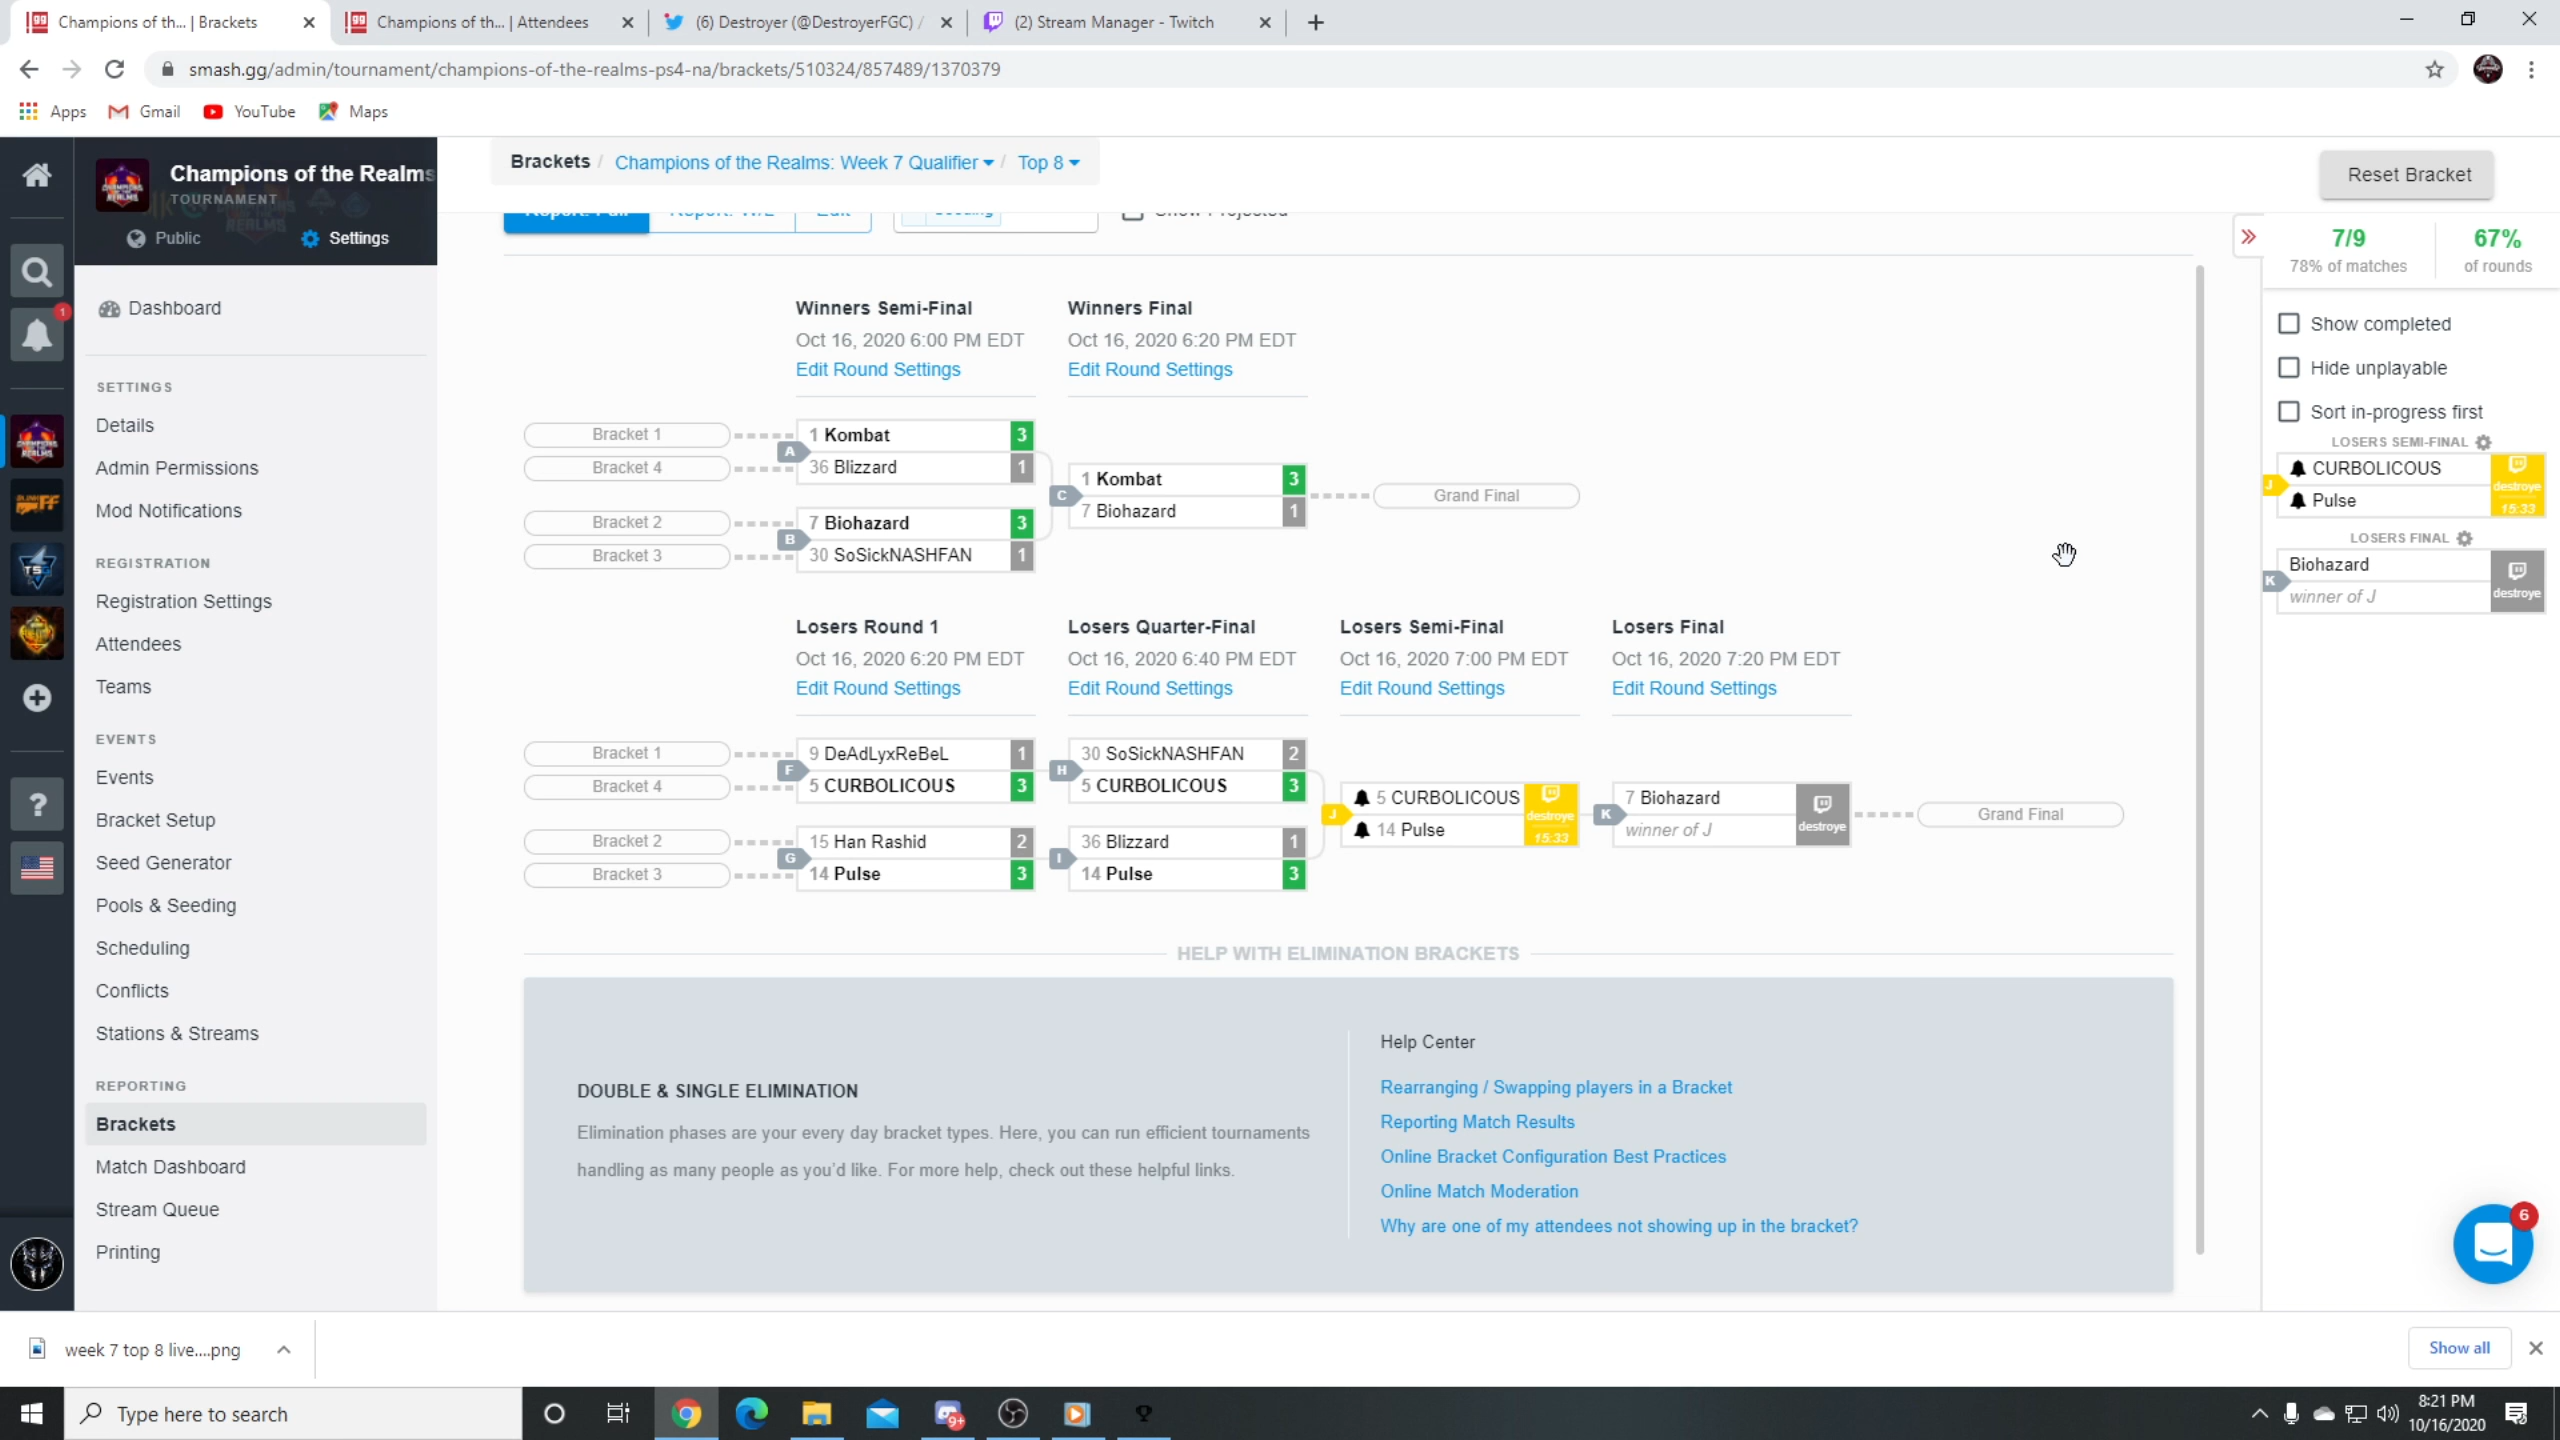 Champions of th... | Brackets
Champions of th... | Attendees
(6) Destroyer (@DestroyerFGC) /
(2) Stream Manager - Twitch
smash.gg/admin/tournament/champions-of-the-realms-ps4-na/brackets/510324/857489/1370379
Apps
Gmail
YouTube
Maps
Champions of the Realms
TOURNAMENT
Public
Settings
Brackets / Champions of the Realms: Week 7 Qualifier / Top 8
Reset Bracket
Dashboard
SETTINGS
Details
Admin Permissions
Mod Notifications
REGISTRATION
Registration Settings
Attendees
Teams
EVENTS
Events
Bracket Setup
Seed Generator
Pools & Seeding
Scheduling
Conflicts
Stations & Streams
REPORTING
Brackets
Match Dashboard
Stream Queue
Printing
1
?
Winners Semi-Final
Oct 16, 2020 6:00 PM EDT
Edit Round Settings
Winners Final
Oct 16, 2020 6:20 PM EDT
Edit Round Settings
Bracket 1
Bracket 4
A
1 Kombat 3
36 Blizzard 1
Bracket 2
Bracket 3
B
7 Biohazard 3
30 SoSickNASHFAN 1
C
1 Kombat 3
7 Biohazard 1
Grand Final
Losers Round 1
Oct 16, 2020 6:20 PM EDT
Edit Round Settings
Losers Quarter-Final
Oct 16, 2020 6:40 PM EDT
Edit Round Settings
Losers Semi-Final
Oct 16, 2020 7:00 PM EDT
Edit Round Settings
Losers Final
Oct 16, 2020 7:20 PM EDT
Edit Round Settings
Bracket 1
Bracket 4
F
9 DeAdLyxReBeL 1
5 CURBOLICOUS 3
Bracket 2
Bracket 3
G
15 Han Rashid 2
14 Pulse 3
H
30 SoSickNASHFAN 2
5 CURBOLICOUS 3
I
36 Blizzard 1
14 Pulse 3
J
5 CURBOLICOUS
14 Pulse
destroye
15:33
K
7 Biohazard
winner of J
destroye
Grand Final
HELP WITH ELIMINATION BRACKETS
DOUBLE & SINGLE ELIMINATION
Elimination phases are your every day bracket types. Here, you can run efficient tournaments
handling as many people as you'd like. For more help, check out these helpful links.
Help Center
Rearranging / Swapping players in a Bracket
Reporting Match Results
Online Bracket Configuration Best Practices
Online Match Moderation
Why are one of my attendees not showing up in the bracket?
7/9
78% of matches
67%
of rounds
Show completed
Hide unplayable
Sort in-progress first
LOSERS SEMI-FINAL
J
CURBOLICOUS
Pulse
destroye
15:33
LOSERS FINAL
K
Biohazard
winner of J
destroye
6
week 7 top 8 live....png
Show all
Type here to search
9+
8:21 PM
10/16/2020